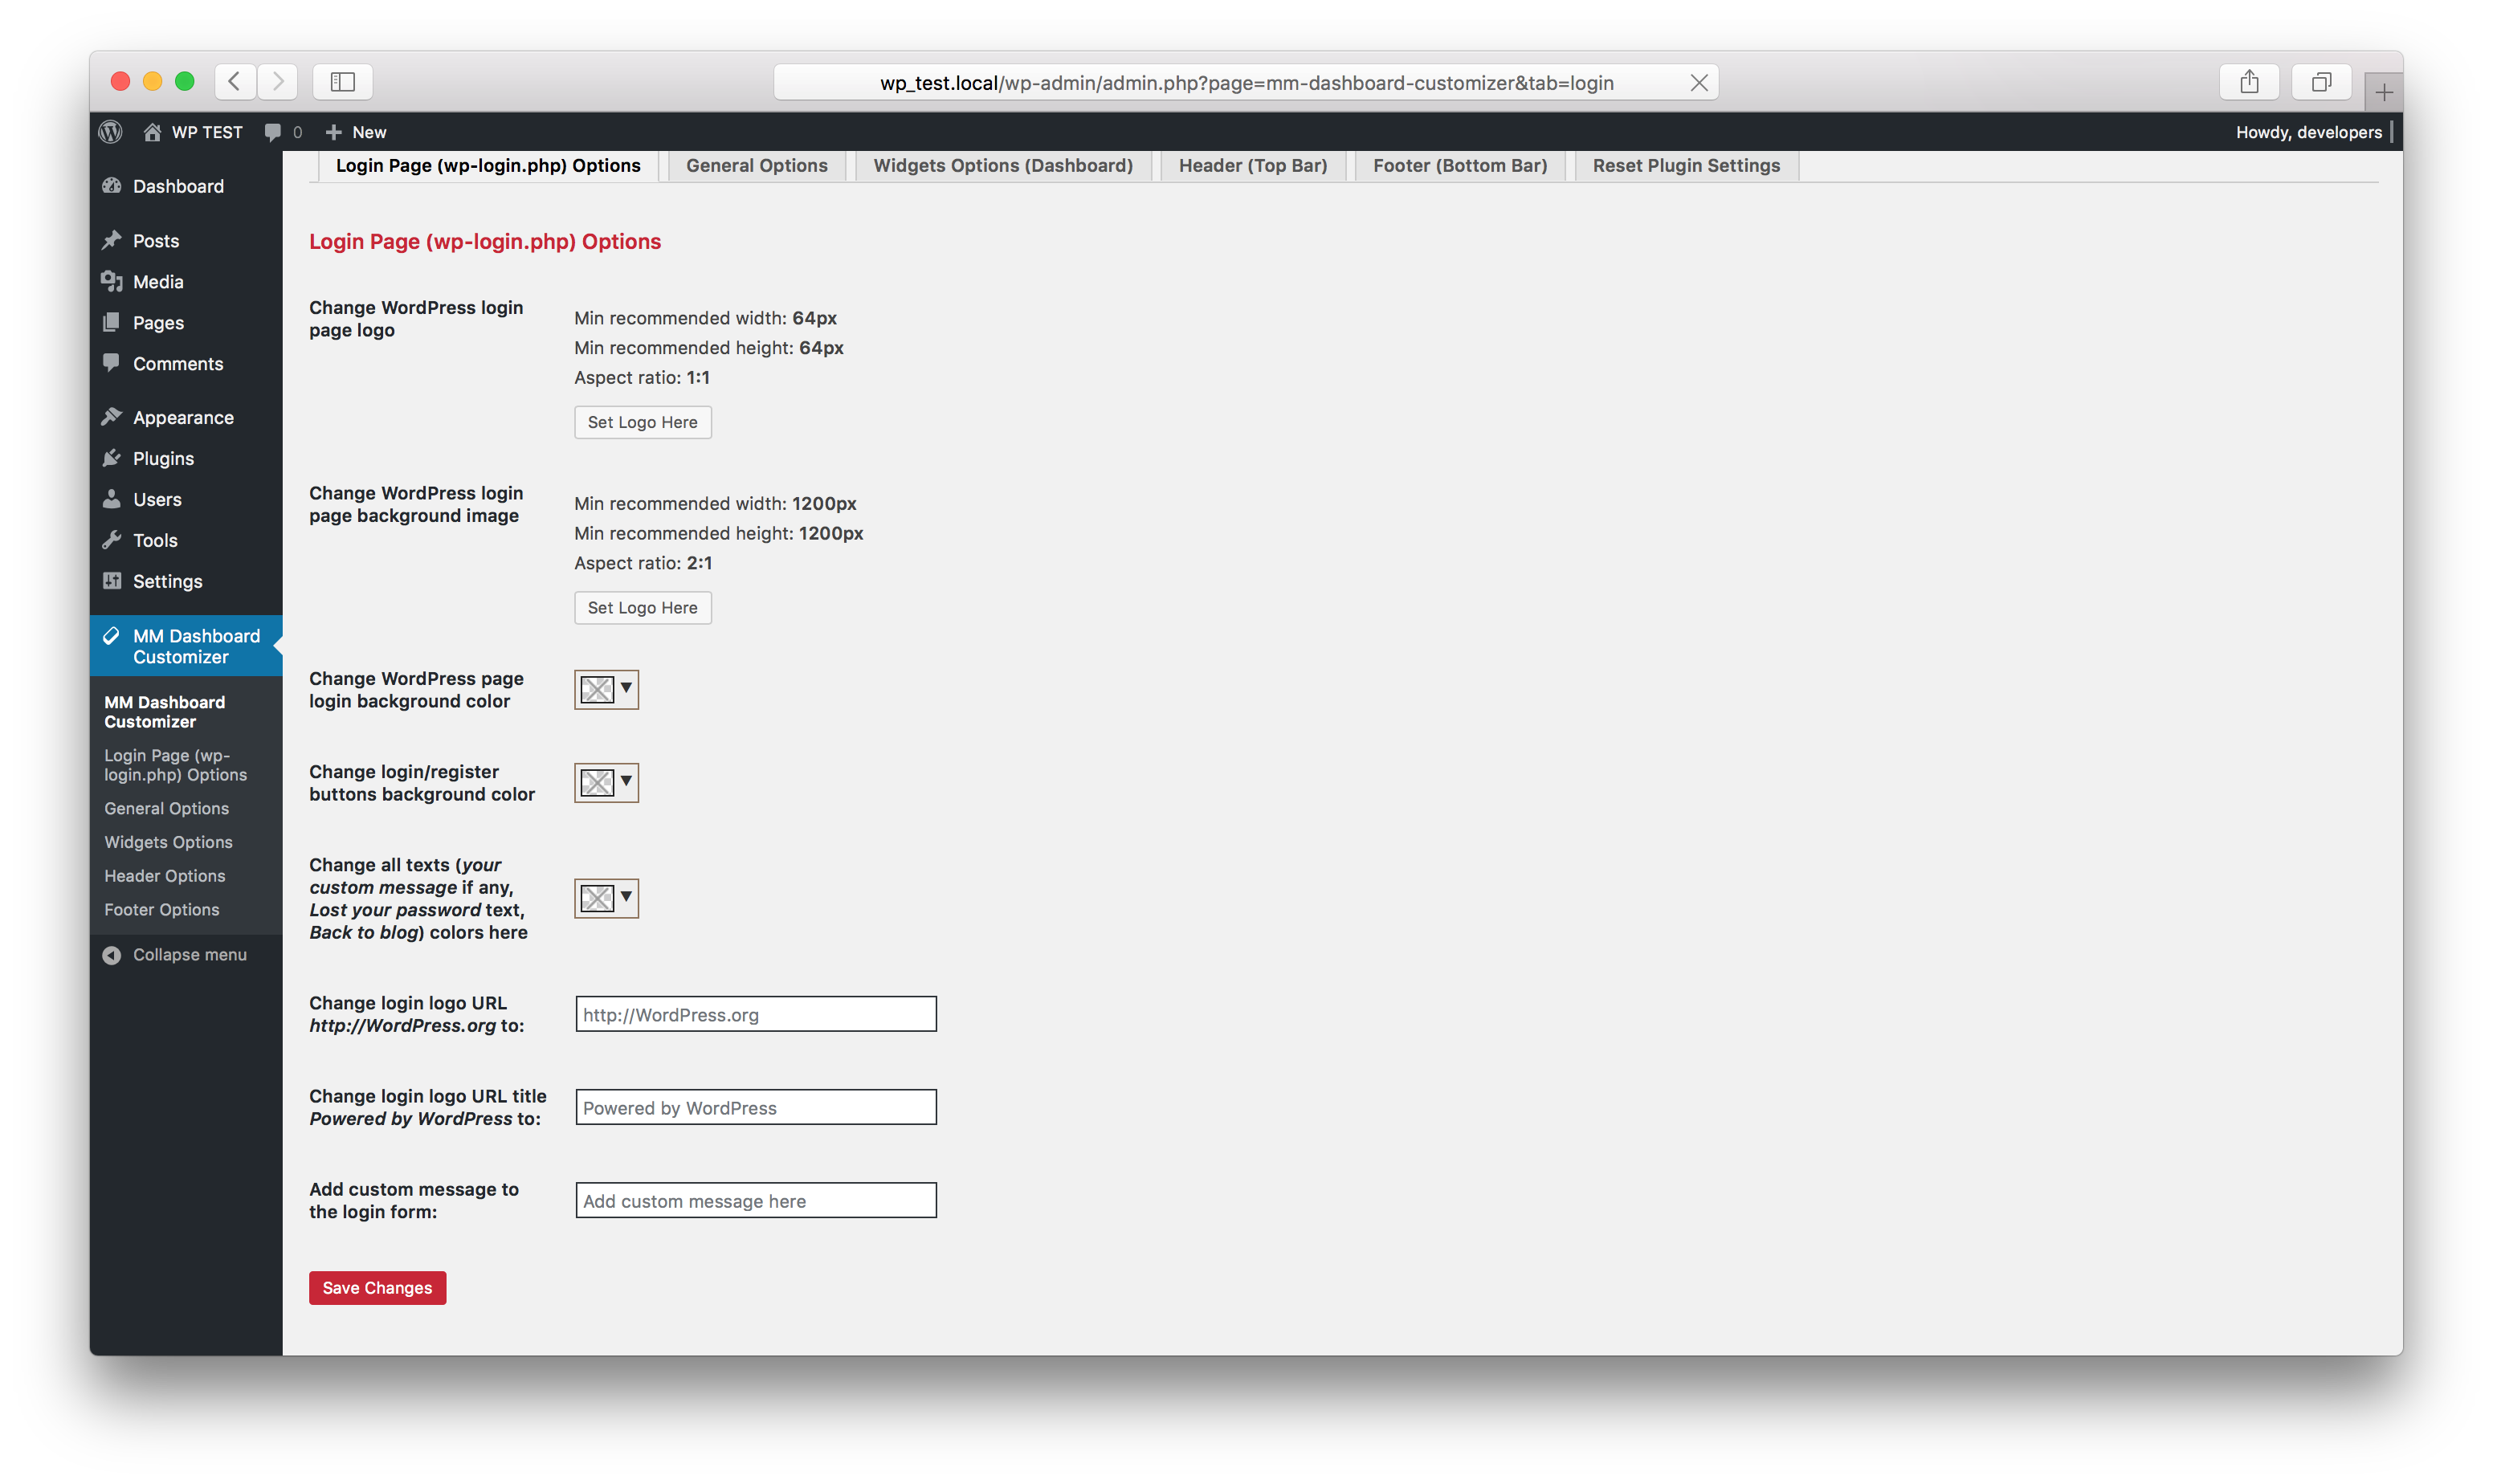 wp_test.local/wp-admin/admin.php?page=mm-dashboard-customizer&tab=login
WP TEST 0 New Howdy, developers
Dashboard
Posts
Media
Pages
Comments
Appearance
Plugins
Users
Tools
Settings
MM Dashboard
Customizer
MM Dashboard
Customizer
Login Page (wp-
login.php) Options
General Options
Widgets Options
Header Options
Footer Options
Collapse menu
Login Page (wp-login.php) Options General Options Widgets Options (Dashboard) Header (Top Bar) Footer (Bottom Bar) Reset Plugin Settings
Login Page (wp-login.php) Options
Change WordPress login
page logo
Min recommended width: 64px
Min recommended height: 64px
Aspect ratio: 1:1
Set Logo Here
Change WordPress login
page background image
Min recommended width: 1200px
Min recommended height: 1200px
Aspect ratio: 2:1
Set Logo Here
Change WordPress page
login background color
Change login/register
buttons background color
Change all texts (your
custom message if any,
Lost your password text,
Back to blog) colors here
Change login logo URL
http://WordPress.org to:
http://WordPress.org
Change login logo URL title
Powered by WordPress to:
Powered by WordPress
Add custom message to
the login form:
Add custom message here
Save Changes